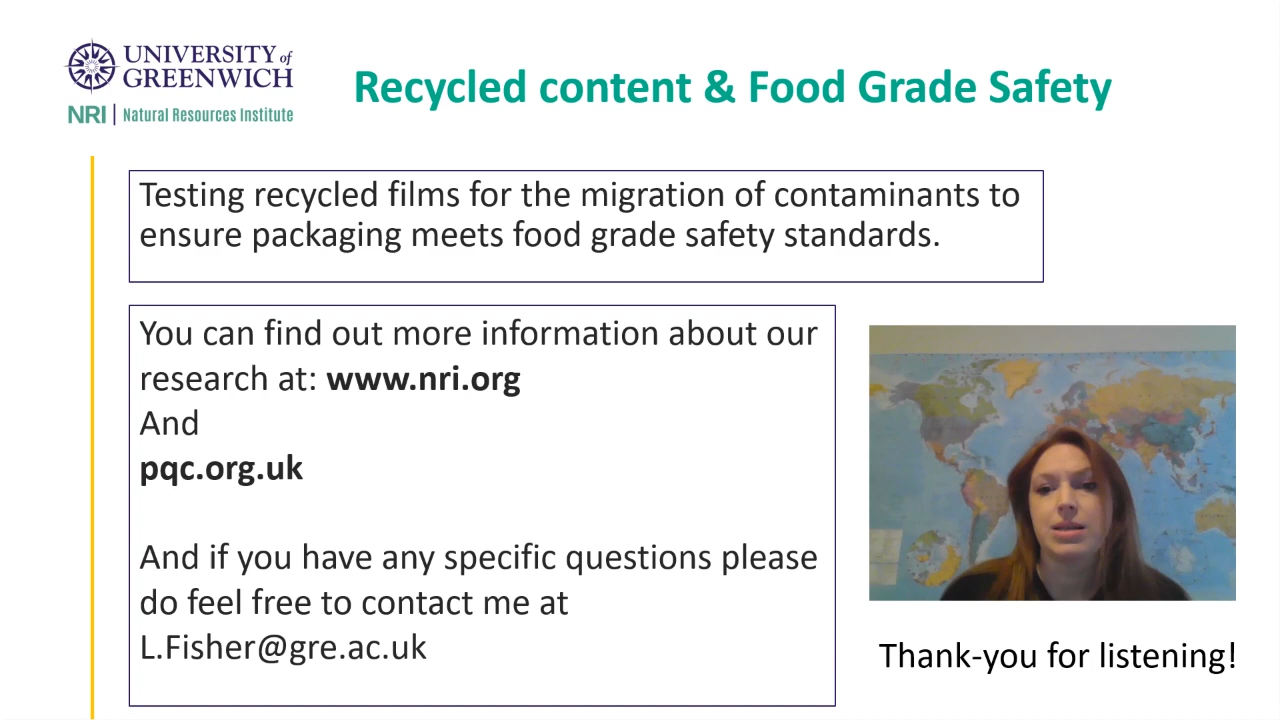 UNIVERSITY of
GREENWICH
NRI | Natural Resources Institute
Recycled content & Food Grade Safety
Testing recycled films for the migration of contaminants to
ensure packaging meets food grade safety standards.
You can find out more information about our
research at: www.nri.org
And
pqc.org.uk
And if you have any specific questions please
do feel free to contact me at
L.Fisher@gre.ac.uk
Thank-you for listening!